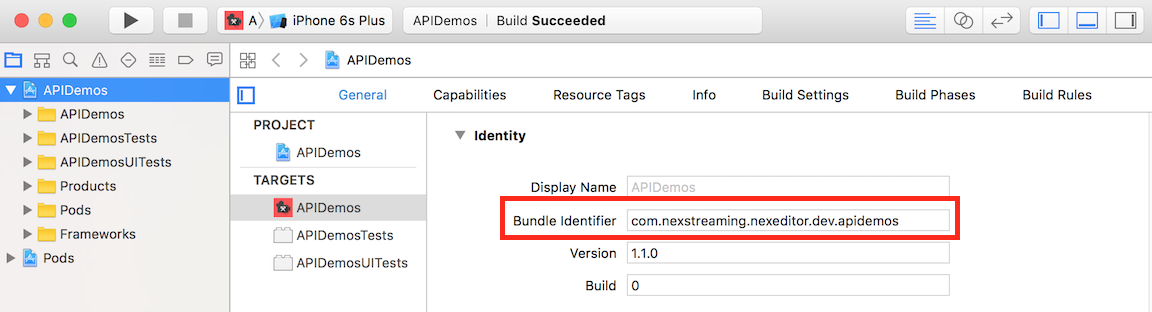 A iPhone 6s Plus APIDemos Build Succeeded
APIDemos
APIDemos
General Capabilities Resource Tags Info Build Settings Build Phases Build Rules
APIDemos
APIDemosTests
APIDemosUITests
Products
Pods
Frameworks
Pods
PROJECT
APIDemos
TARGETS
APIDemos
APIDemosTests
APIDemosUITests
Identity
Display Name APIDemos
Bundle Identifier com.nexstreaming.nexeditor.dev.apidemos
Version 1.1.0
Build 0